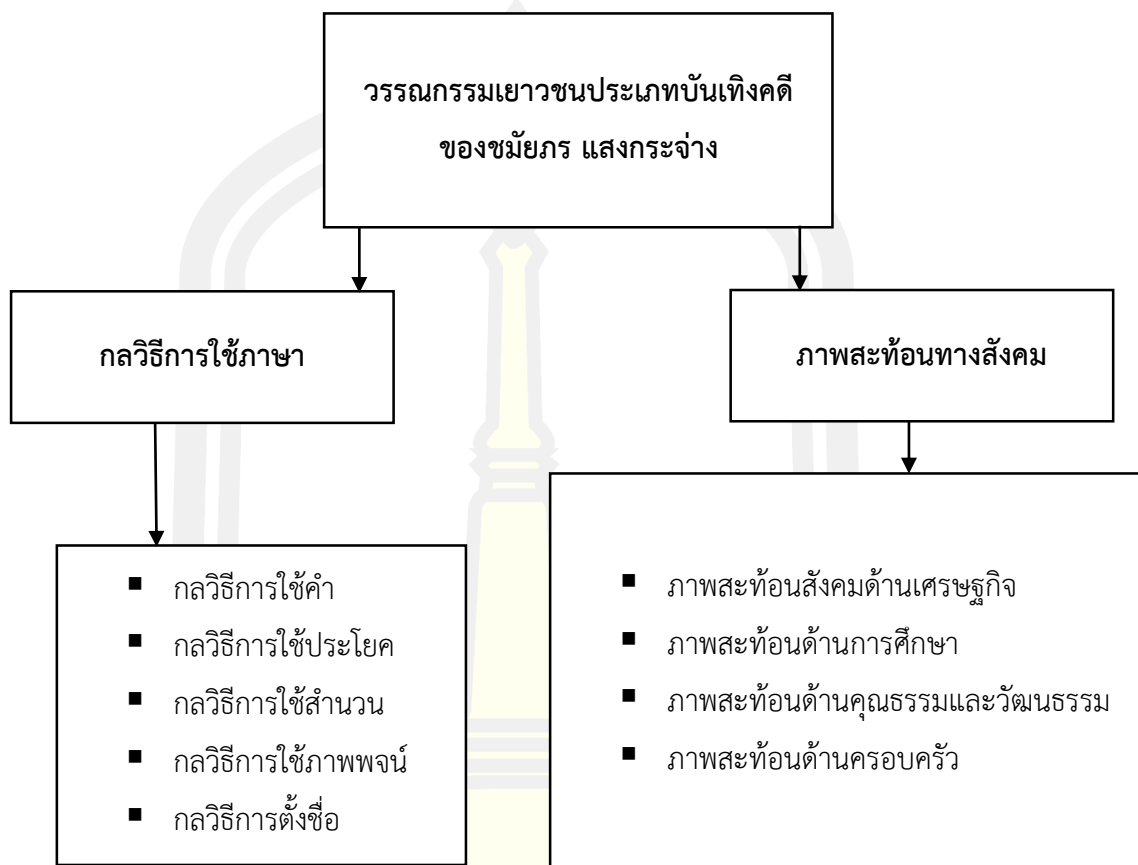 วรรณกรรมเยาวชนประเภทบันเทิงคดี
ของชมัยภร แสงกระจ่าง
กลวิธีการใช้ภาษา
ภาพสะท้อนทางสังคม
▪ กลวิธีการใช้คำ
▪ กลวิธีการใช้ประโยค
▪ กลวิธีการใช้สำนวน
▪ กลวิธีการใช้ภาพพจน์
▪ กลวิธีการตั้งชื่อ
▪ ภาพสะท้อนสังคมด้านเศรษฐกิจ
▪ ภาพสะท้อนด้านการศึกษา
▪ ภาพสะท้อนด้านคุณธรรมและวัฒนธรรม
▪ ภาพสะท้อนด้านครอบครัว